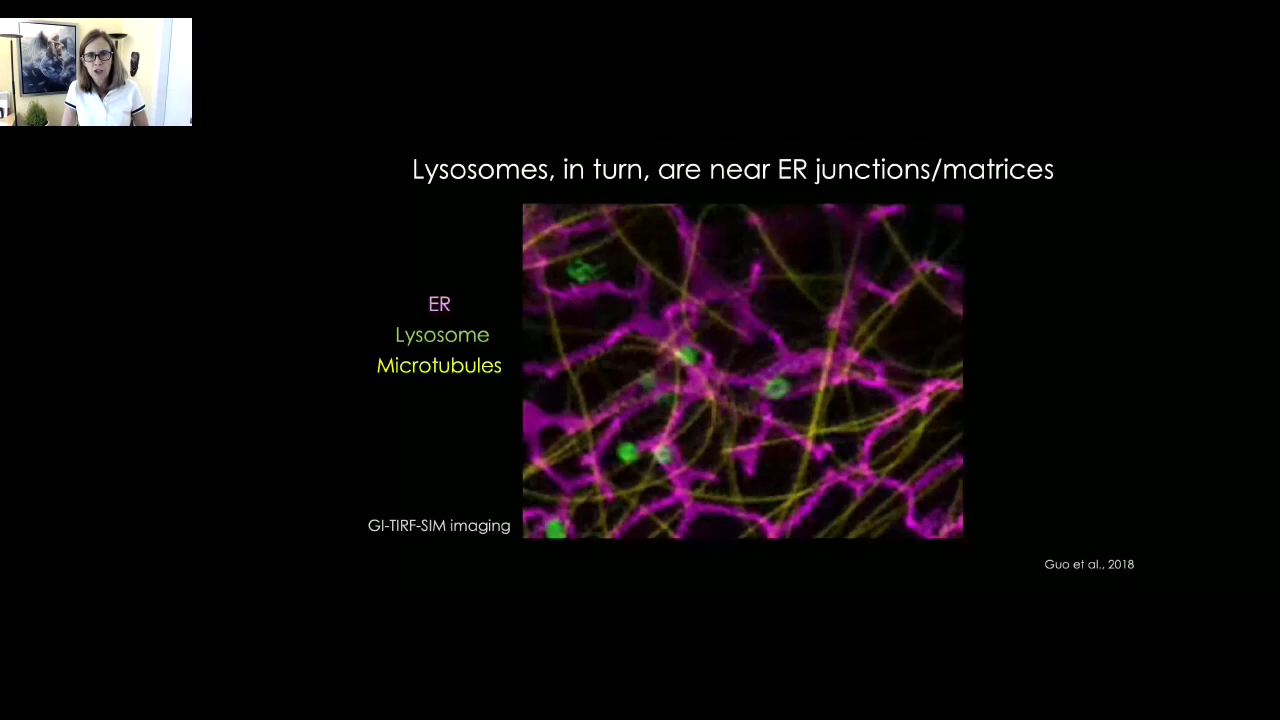 Lysosomes, in turn, are near ER junctions/matrices
ER
Lysosome
Microtubules
GI-TIRF-SIM imaging
Guo et al., 2018